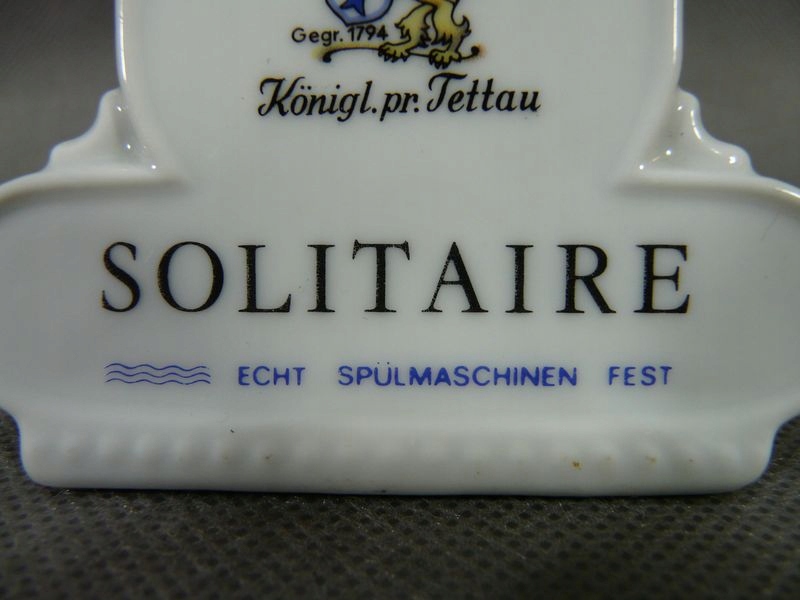 Gegr. 1794
Königl. pr. Tettau
SOLITAIRE
ECHT SPÜLMASCHINEN FEST